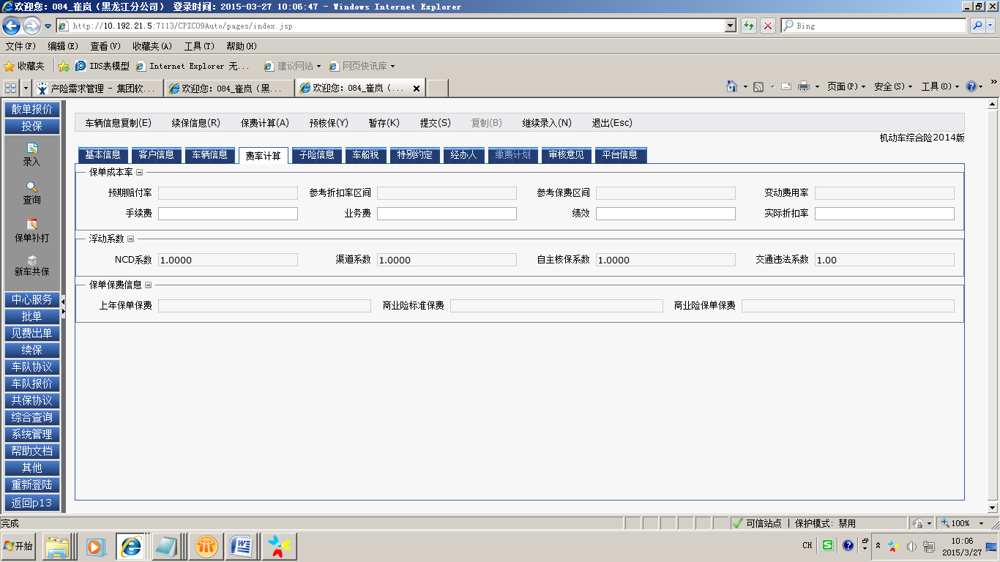 欢迎您: 084_崔岚（黑龙江分公司） 登录时间: 2015-03-27 10:06:47 - Windows Internet Explorer
http://10.192.21.5:7113/CPIC09Auto/pages/index.jsp
Bing
文件(F) 编辑(E) 查看(V) 收藏夹(A) 工具(T) 帮助(H)
收藏夹 IDS表模型 Internet Explorer 无... 建议网站 网页快讯库
产险需求管理 - 集团软... 欢迎您: 084_崔岚（黑... 欢迎您: 084_崔岚（... 页面(P) 安全(S) 工具(O)
散单报价
投保
录入
查询
保单补打
新车共保
中心服务
批单
见费出单
续保
车队协议
车队报价
共保协议
综合查询
系统管理
帮助文档
其他
重新登陆
返回p13
车辆信息复制(E) 续保信息(R) 保费计算(A) 预核保(Y) 暂存(K) 提交(S) 复制(B) 继续录入(N) 退出(Esc)
机动车综合险2014版
基本信息 客户信息 车辆信息 费率计算 子险信息 车船税 特别约定 经办人 缴费计划 审核意见 平台信息
保单成本率
预期赔付率 参考折扣率区间 参考保费区间 变动费用率
手续费 业务费 绩效 实际折扣率
浮动系数
NCD系数 1.0000 渠道系数 1.0000 自主核保系数 1.0000 交通违法系数 1.00
保单保费信息
上年保单保费 商业险标准保费 商业险保单保费
完成 可信站点 | 保护模式: 禁用 100%
开始 CH 10:06
2015/3/27